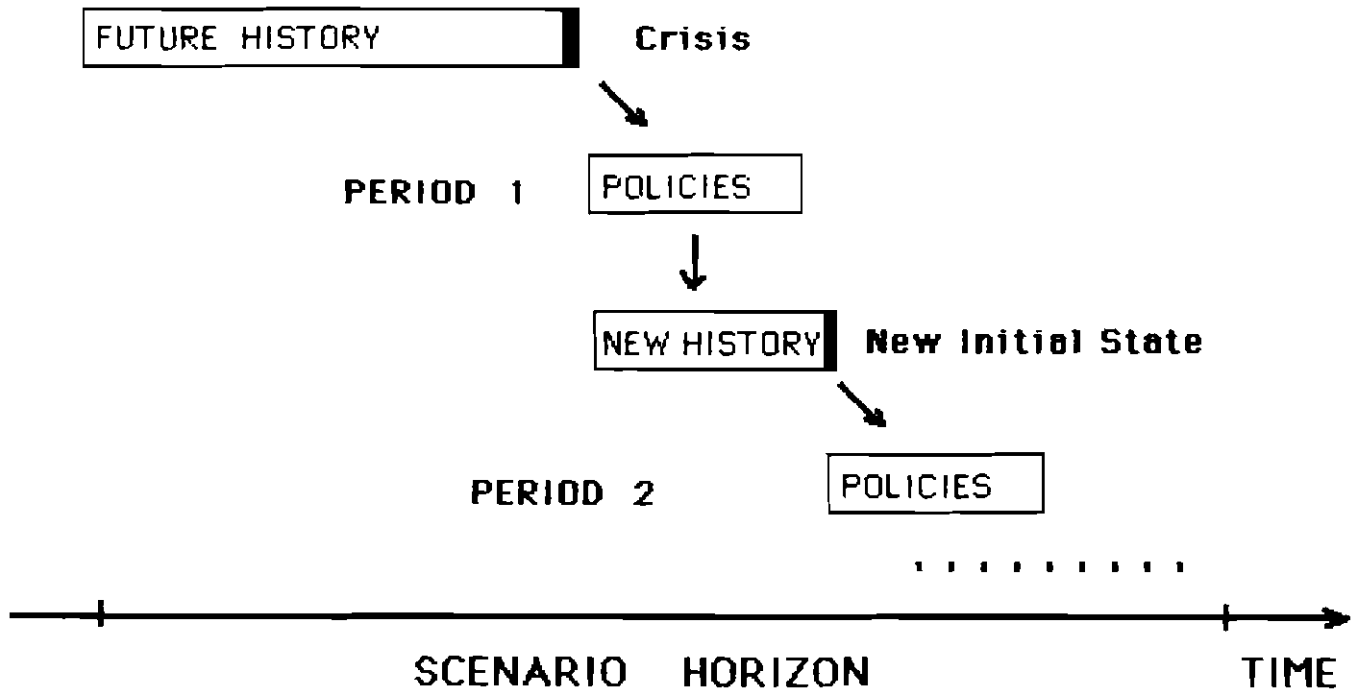 FUTURE HISTORY Crisis
PERIOD 1 POLICIES
NEW HISTORY New Initial State
PERIOD 2 POLICIES
SCENARIO HORIZON TIME